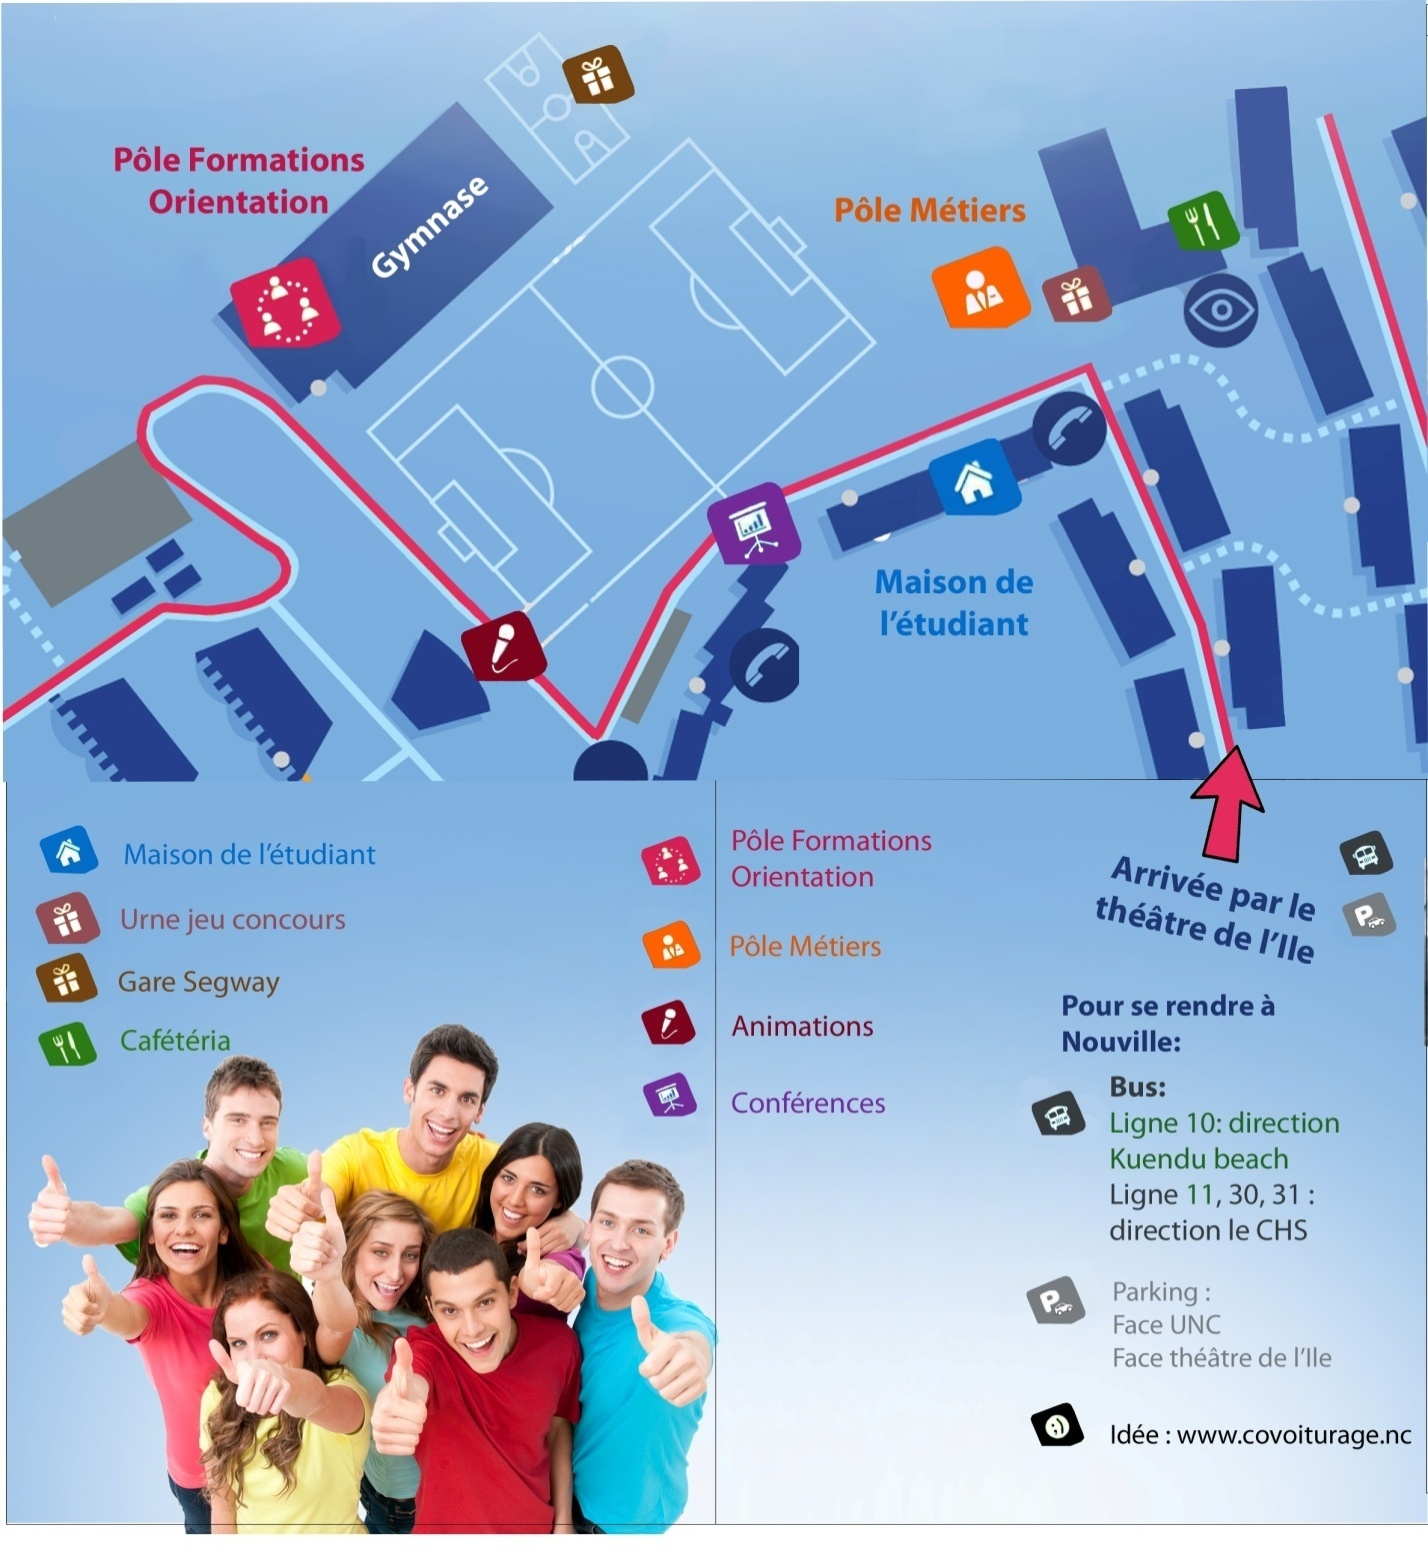 Pôle Formations
Orientation
Gymnase
Pôle Métiers
Maison de
l'étudiant
Maison de l'étudiant
Urne jeu concours
Gare Segway
Cafétéria
Pôle Formations
Orientation
Pôle Métiers
Animations
Conférences
Arrivée par le
théâtre de l'Ile
P
Pour se rendre à
Nouville:
Bus:
Ligne 10: direction
Kuendu beach
Ligne 11, 30, 31 :
direction le CHS
P
Parking :
Face UNC
Face théâtre de l'Ile
;)
Idée : www.covoiturage.nc